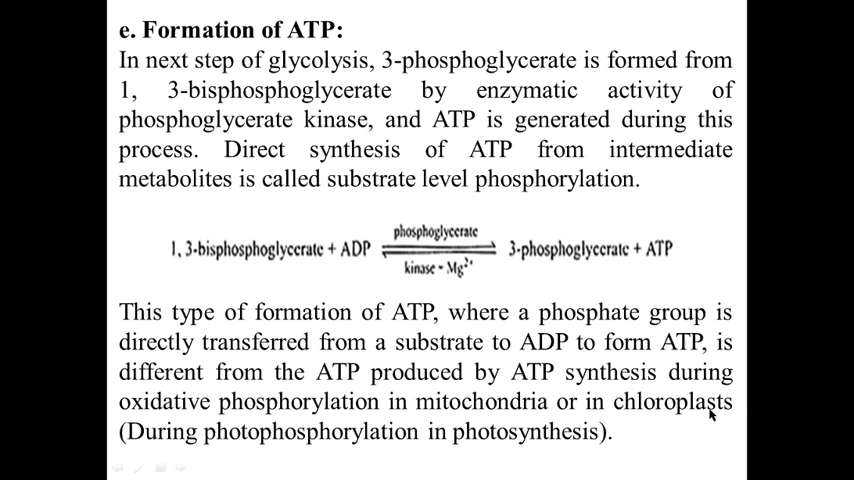 e. Formation of ATP:
In next step of glycolysis, 3-phosphoglycerate is formed from
1, 3-bisphosphoglycerate by enzymatic activity of
phosphoglycerate kinase, and ATP is generated during this
process. Direct synthesis of ATP from intermediate
metabolites is called substrate level phosphorylation.
phosphoglycerate
1, 3-bisphosphoglycerate + ADP ⇌ 3-phosphoglycerate + ATP
kinase - Mg²⁺
This type of formation of ATP, where a phosphate group is
directly transferred from a substrate to ADP to form ATP, is
different from the ATP produced by ATP synthesis during
oxidative phosphorylation in mitochondria or in chloroplasts
(During photophosphorylation in photosynthesis).